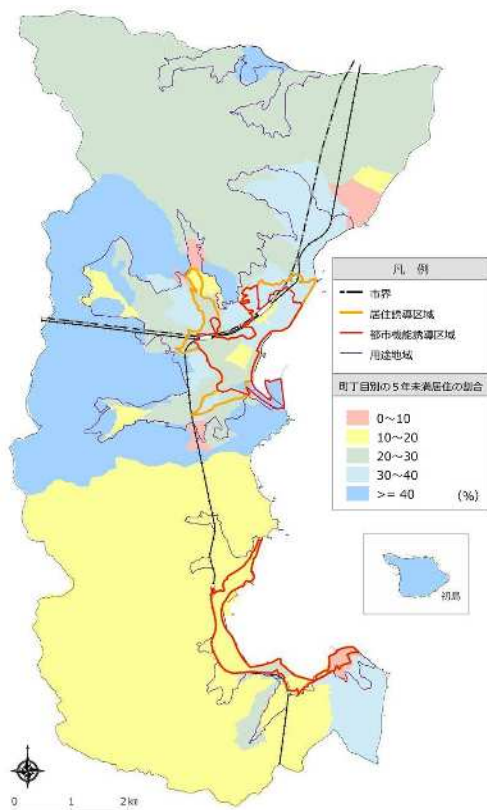 凡 例
市界
居住誘導区域
都市機能誘導区域
用途地域
町丁目別の５年未満居住の割合
0～10
10～20
20～30
30～40
>= 40 (%)
初島
0 1 2km